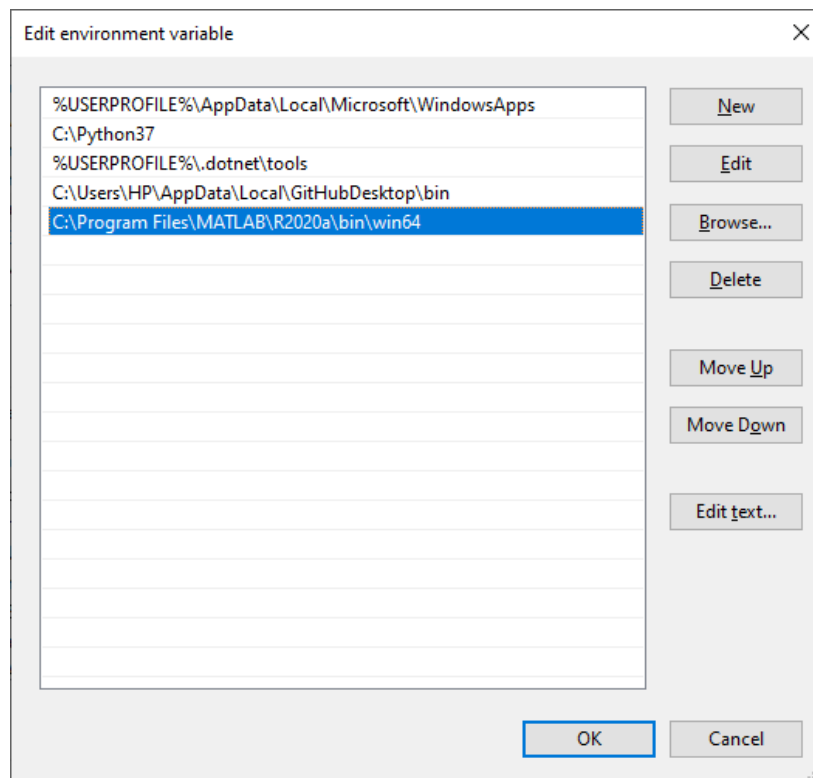 Edit environment variable
%USERPROFILE%\AppData\Local\Microsoft\WindowsApps
C:\Python37
%USERPROFILE%\.dotnet\tools
C:\Users\HP\AppData\Local\GitHubDesktop\bin
C:\Program Files\MATLAB\R2020a\bin\win64
New
Edit
Browse...
Delete
Move Up
Move Down
Edit text...
OK
Cancel